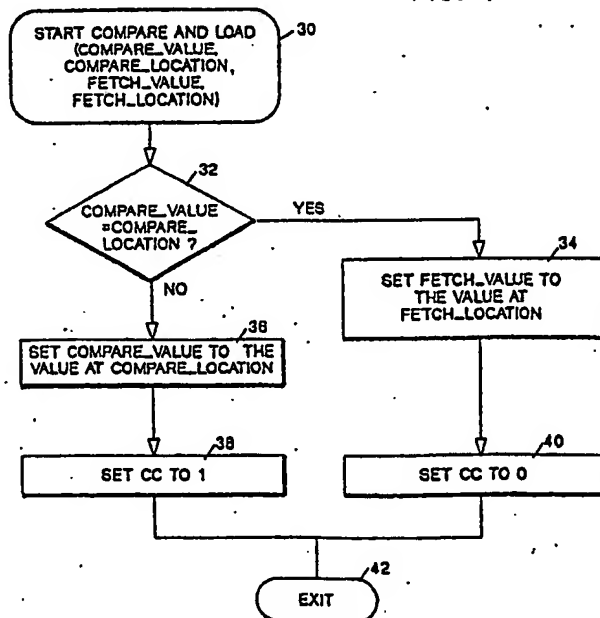 START COMPARE AND LOAD
(COMPARE_VALUE,
COMPARE_LOCATION,
FETCH_VALUE,
FETCH_LOCATION)
30
32
COMPARE_VALUE
=COMPARE_
LOCATION ?
YES
NO
34
SET FETCH_VALUE TO
THE VALUE AT
FETCH_LOCATION
36
SET COMPARE_VALUE TO THE
VALUE AT COMPARE_LOCATION
38
SET CC TO 1
40
SET CC TO 0
42
EXIT